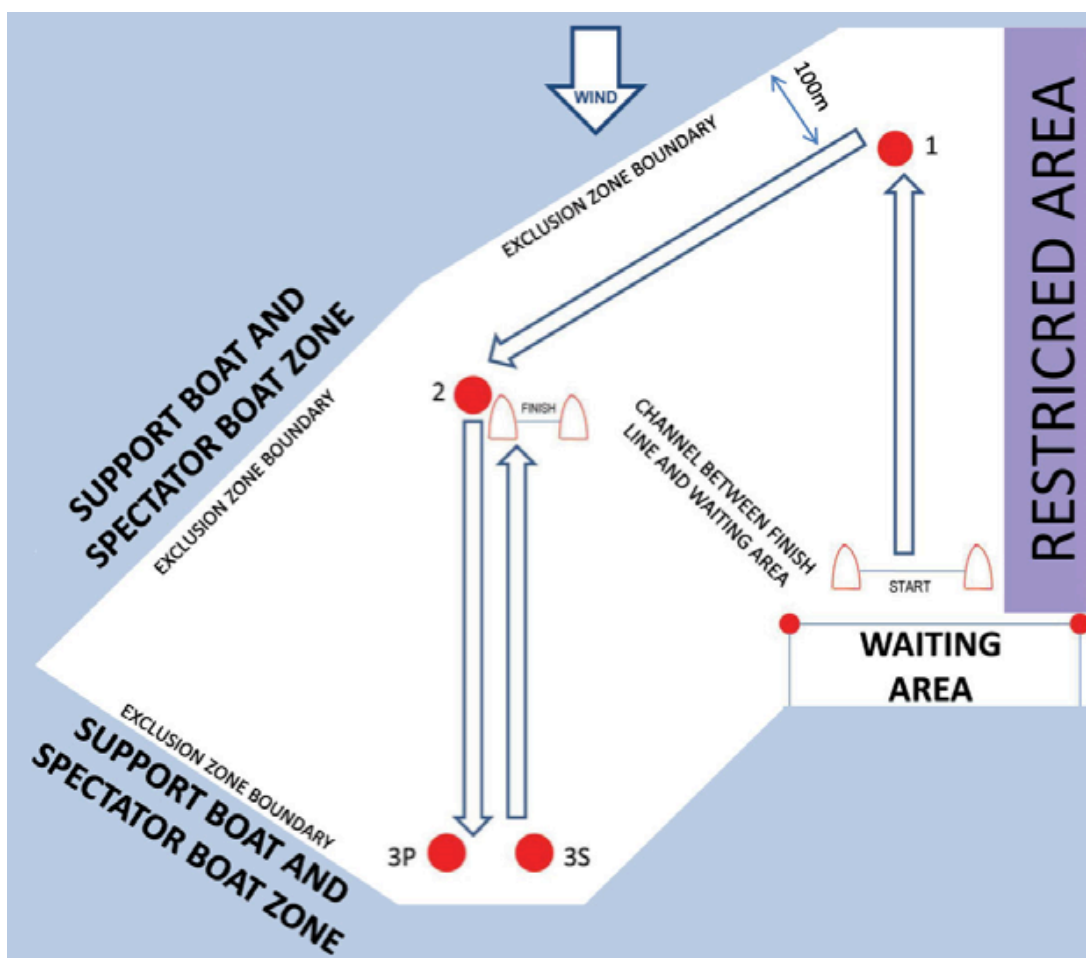 WIND
100m
1
EXCLUSION ZONE BOUNDARY
RESTRICRED AREA
SUPPORT BOAT AND
SPECTATOR BOAT ZONE
EXCLUSION ZONE BOUNDARY
2
FINISH
CHANNEL BETWEEN FINISH
LINE AND WAITING AREA
START
WAITING
AREA
EXCLUSION ZONE BOUNDARY
SUPPORT BOAT AND
SPECTATOR BOAT ZONE
3P
3S